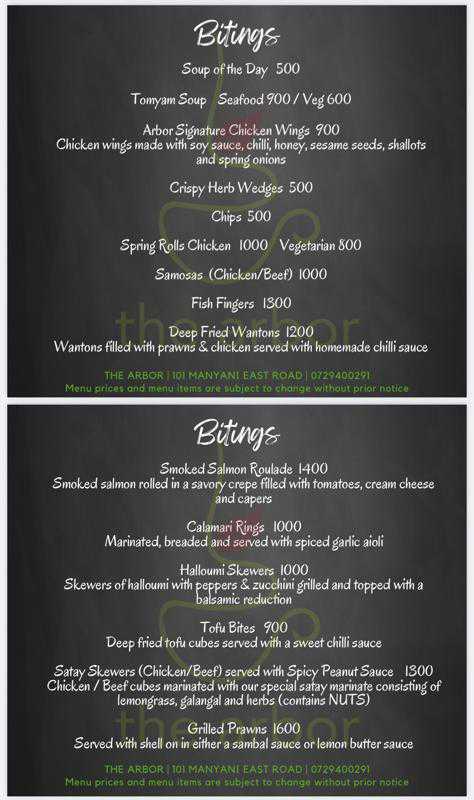 Bitings
Soup of the Day 500
Tomyam Soup Seafood 900 / Veg 600
Arbor Signature Chicken Wings 900
Chicken wings made with soy sauce, chilli, honey, sesame seeds, shallots
and spring onions
Crispy Herb Wedges 500
Chips 500
Spring Rolls Chicken 1000 Vegetarian 800
Samosas (Chicken/Beef) 1000
Fish Fingers 1300
the arbor
Deep Fried Wantons 1200
Wantons filled with prawns & chicken served with homemade chilli sauce
THE ARBOR | 101 MANYANI EAST ROAD | 0729400291
Menu prices and menu items are subject to change without prior notice
Bitings
Smoked Salmon Roulade 1400
Smoked salmon rolled in a savory crepe filled with tomatoes, cream cheese
and capers
Calamari Rings 1000
Marinated, breaded and served with spiced garlic aioli
Halloumi Skewers 1000
Skewers of halloumi with peppers & zucchini grilled and topped with a
balsamic reduction
Tofu Bites 900
Deep fried tofu cubes served with a sweet chilli sauce
Satay Skewers (Chicken/Beef) served with Spicy Peanut Sauce 1300
Chicken / Beef cubes marinated with our special satay marinate consisting of
lemongrass, galangal and herbs (contains NUTS)
the arbor
Grilled Prawns 1600
Served with shell on in either a sambal sauce or lemon butter sauce
THE ARBOR | 101 MANYANI EAST ROAD | 0729400291
Menu prices and menu items are subject to change without prior notice